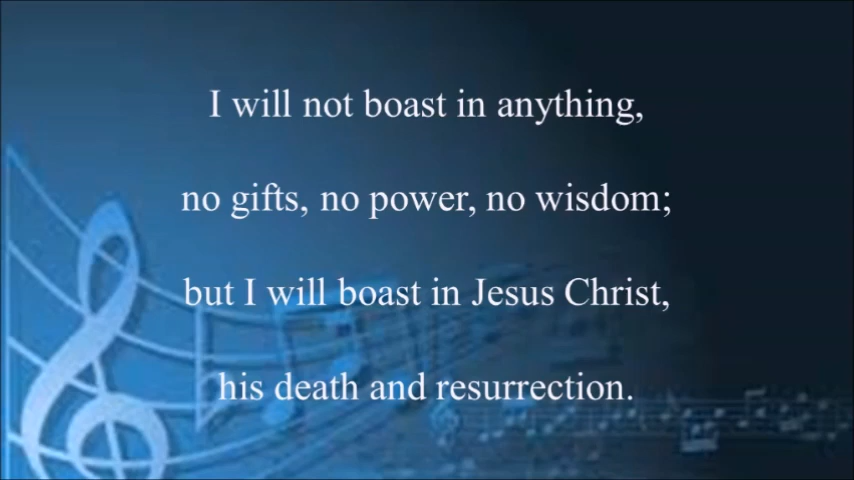 I will not boast in anything,
no gifts, no power, no wisdom;
but I will boast in Jesus Christ,
his death and resurrection.